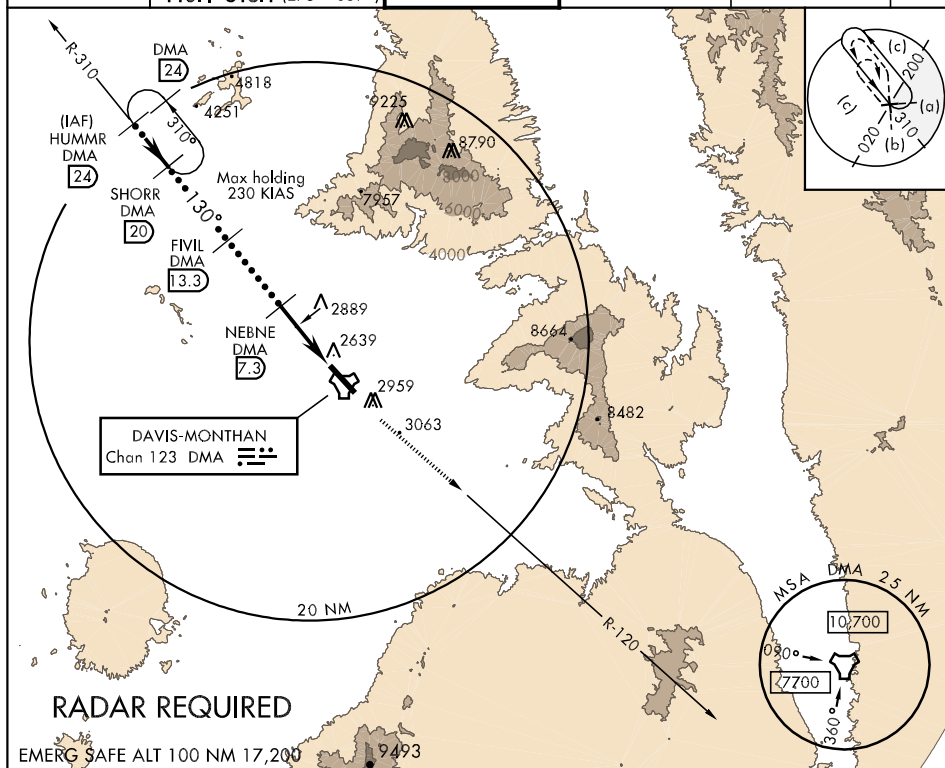 R-310
DMA
24
4818
4251
310°
(IAF)
HUMMR
DMA
24
SHORR
DMA
20
130°
Max holding
230 KIAS
FIVIL
DMA
13.3
NEBNE
DMA
7.3
2889
2639
2959
3063
9225
8790
8000
7957
6000
4000
8664
8482
DAVIS-MONTHAN
Chan 123 DMA
20 NM
R-120
(c)
200
(a)
(c)
310
020
(b)
MSA DMA 25 NM
10,700
090°
7700
360°
RADAR REQUIRED
EMERG SAFE ALT 100 NM 17,200
9493